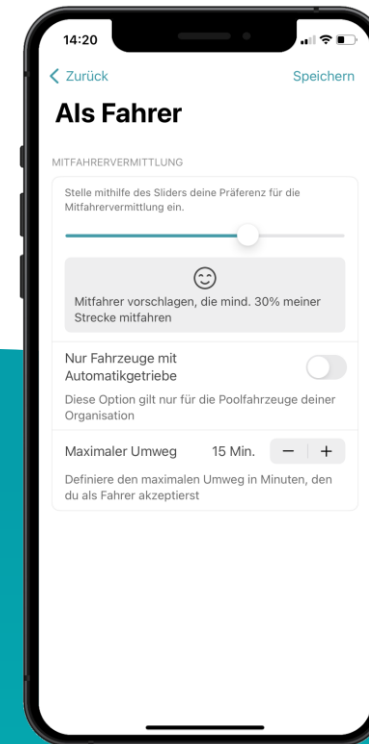 14:20
Zurück
Speichern
Als Fahrer
MITFAHRERVERMITTLUNG
Stelle mithilfe des Sliders deine Präferenz für die
Mitfahrervermittlung ein.
Mitfahrer vorschlagen, die mind. 30% meiner
Strecke mitfahren
Nur Fahrzeuge mit
Automatikgetriebe
Diese Option gilt nur für die Poolfahrzeuge deiner
Organisation
Maximaler Umweg 15 Min. − +
Definiere den maximalen Umweg in Minuten, den
du als Fahrer akzeptierst